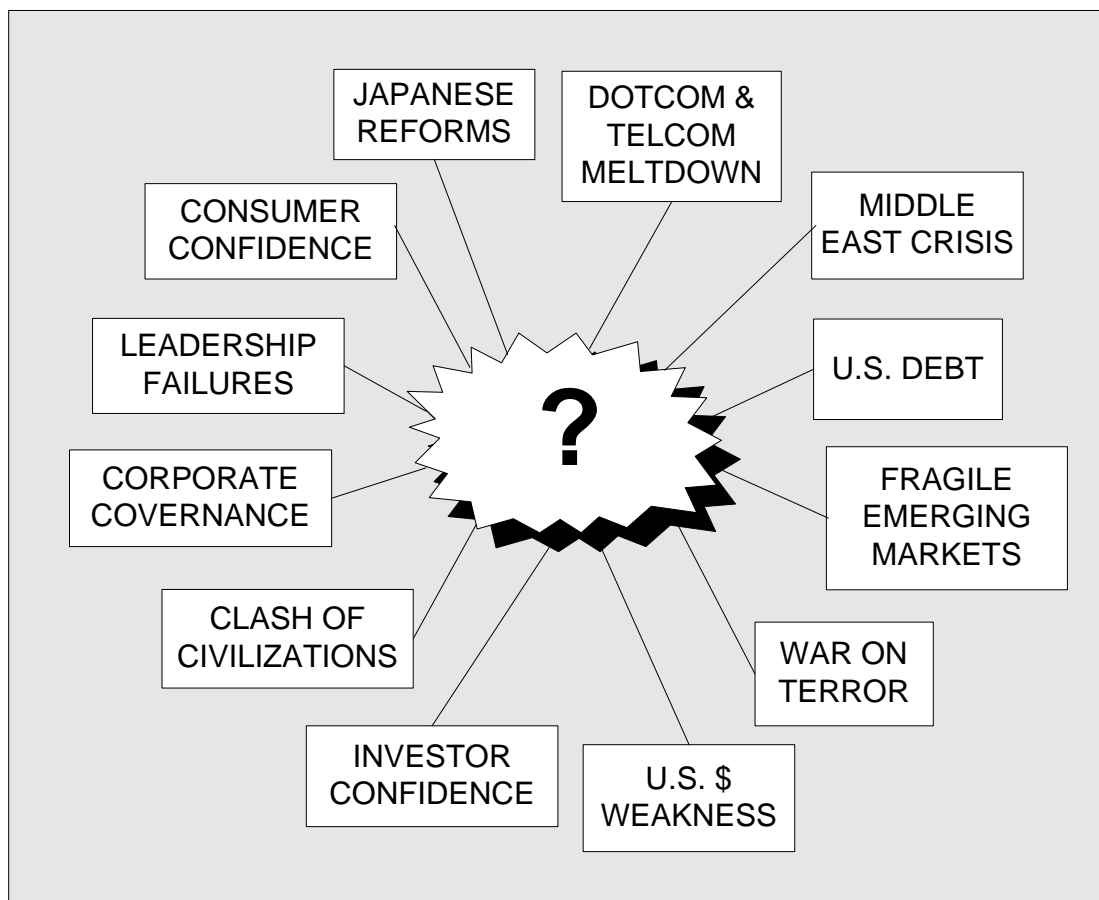 JAPANESE
REFORMS
DOTCOM &
TELCOM
MELTDOWN
CONSUMER
CONFIDENCE
MIDDLE
EAST CRISIS
LEADERSHIP
FAILURES
U.S. DEBT
?
CORPORATE
COVERNANCE
FRAGILE
EMERGING
MARKETS
CLASH OF
CIVILIZATIONS
WAR ON
TERROR
INVESTOR
CONFIDENCE
U.S. $
WEAKNESS